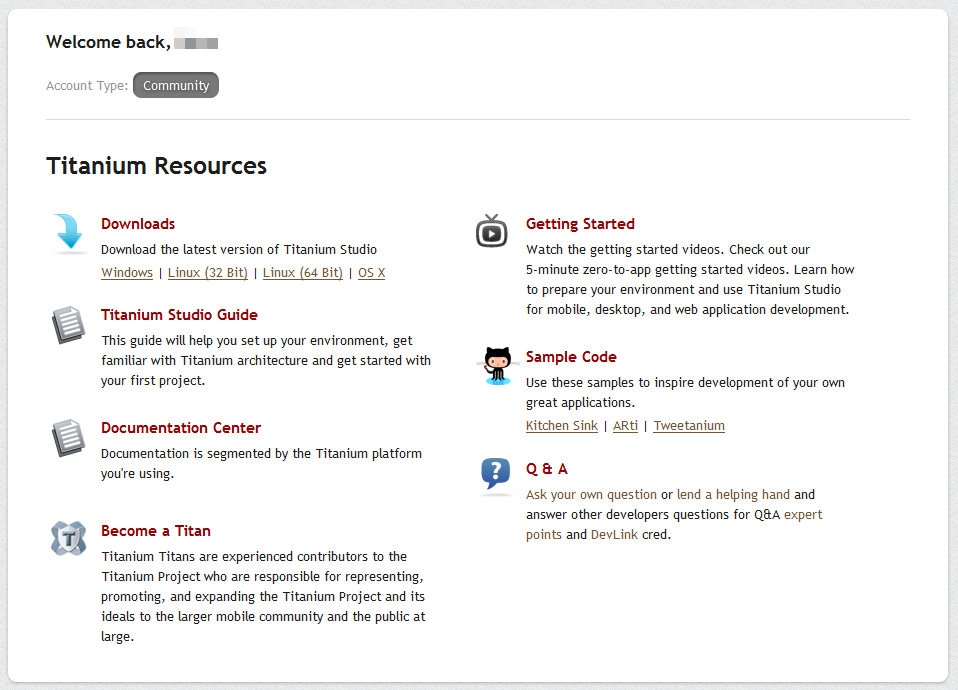 Welcome back,
Account Type: Community
Titanium Resources
Downloads
Download the latest version of Titanium Studio
Windows | Linux (32 Bit) | Linux (64 Bit) | OS X
Titanium Studio Guide
This guide will help you set up your environment, get
familiar with Titanium architecture and get started with
your first project.
Documentation Center
Documentation is segmented by the Titanium platform
you're using.
T
Become a Titan
Titanium Titans are experienced contributors to the
Titanium Project who are responsible for representing,
promoting, and expanding the Titanium Project and its
ideals to the larger mobile community and the public at
large.
Getting Started
Watch the getting started videos. Check out our
5-minute zero-to-app getting started videos. Learn how
to prepare your environment and use Titanium Studio
for mobile, desktop, and web application development.
Sample Code
Use these samples to inspire development of your own
great applications.
Kitchen Sink | ARti | Tweetanium
?
Q & A
Ask your own question or lend a helping hand and
answer other developers questions for Q&A expert
points and DevLink cred.